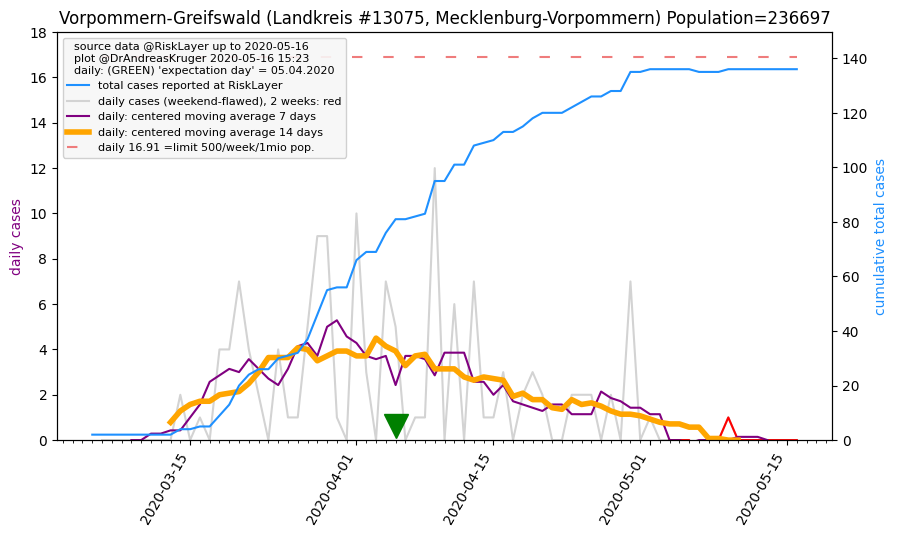 Vorpommern-Greifswald (Landkreis #13075, Mecklenburg-Vorpommern) Population=236697
source data @RiskLayer up to 2020-05-16
plot @DrAndreasKruger 2020-05-16 15:23
daily: (GREEN) 'expectation day' = 05.04.2020
total cases reported at RiskLayer
daily cases (weekend-flawed), 2 weeks: red
daily: centered moving average 7 days
daily: centered moving average 14 days
daily 16.91 =limit 500/week/1mio pop.
daily cases
18
16
14
12
10
8
6
4
2
0
cumulative total cases
140
120
100
80
60
40
20
0
2020-03-15
2020-04-01
2020-04-15
2020-05-01
2020-05-15